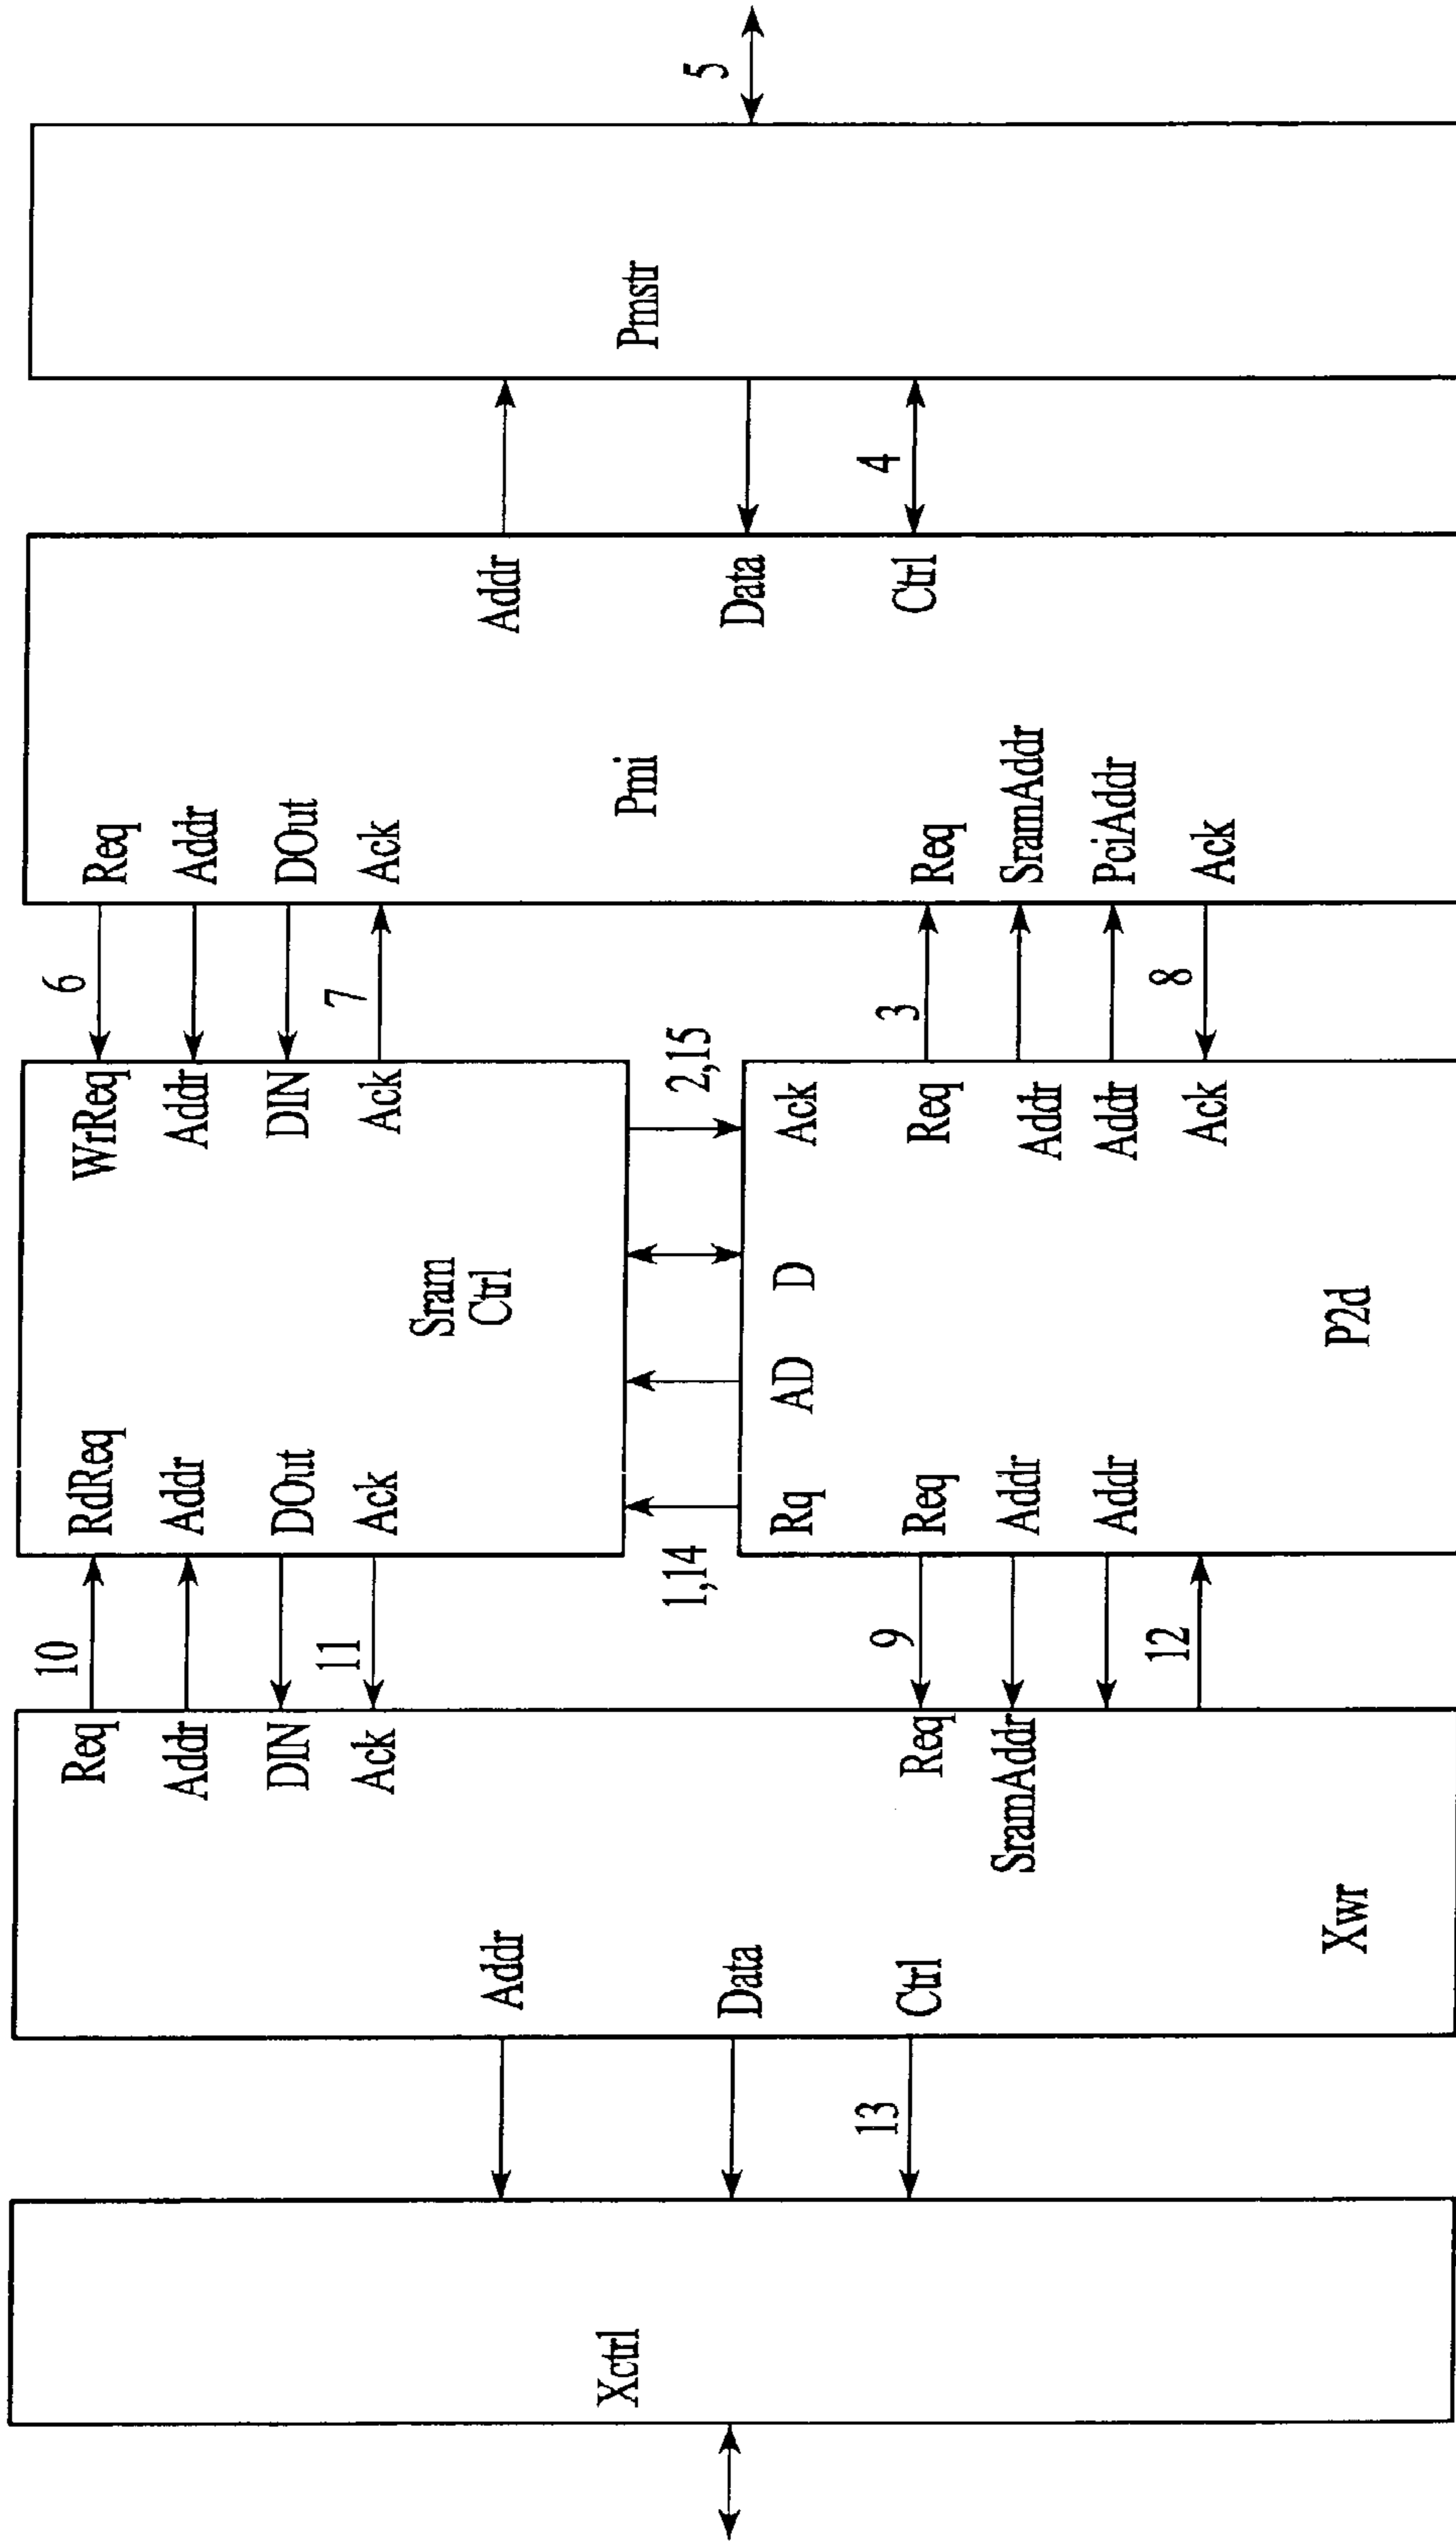 Xctrl
13
Req
Addr
DIN
Ack
Addr
Data
Ctrl
Req
SramAddr
Xwr
10
11
9
12
RdReq
Addr
DOut
Ack
WrReq
Addr
DIN
Ack
Sram
Ctrl
1,14
2,15
Rq
AD
D
Ack
Req
Addr
Addr
Req
Addr
Addr
Ack
P2d
6
7
3
8
Req
Addr
DOut
Ack
Addr
Pmi
Data
Ctrl
Req
SramAddr
PciAddr
Ack
4
Pmstr
5